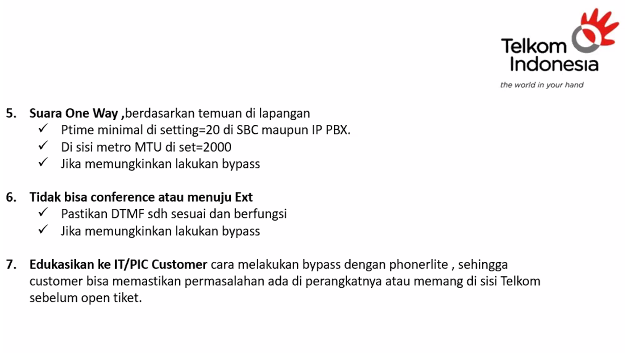 Telkom
Indonesia
the world in your hand
5. Suara One Way ,berdasarkan temuan di lapangan
✓ Ptime minimal di setting=20 di SBC maupun IP PBX.
✓ Di sisi metro MTU di set=2000
✓ Jika memungkinkan lakukan bypass
6. Tidak bisa conference atau menuju Ext
✓ Pastikan DTMF sdh sesuai dan berfungsi
✓ Jika memungkinkan lakukan bypass
7. Edukasikan ke IT/PIC Customer cara melakukan bypass dengan phonerlite , sehingga
customer bisa memastikan permasalahan ada di perangkatnya atau memang di sisi Telkom
sebelum open tiket.